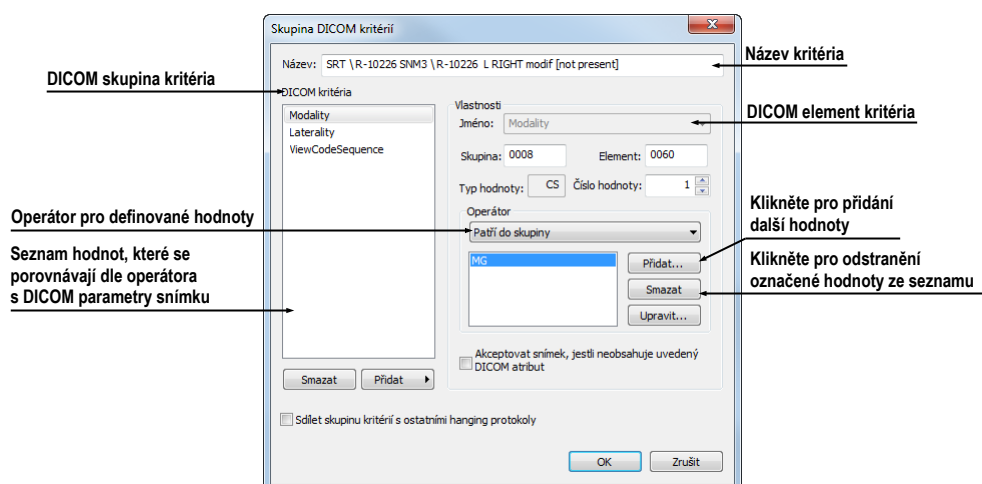 Skupina DICOM kritérií
Název: SRT \R-10226 SNM3 \R-10226 L RIGHT modif [not present]
Název kritéria
DICOM skupina kritéria
DICOM kritéria
Modality
Laterality
ViewCodeSequence
Vlastnosti
Jméno: Modality
DICOM element kritéria
Skupina: 0008 Element: 0060
Typ hodnoty: CS Číslo hodnoty: 1
Operátor pro definované hodnoty
Operátor
Patří do skupiny
Klikněte pro přidání
další hodnoty
Seznam hodnot, které se
porovnávají dle operátora
s DICOM parametry snímku
MG
Přidat...
Smazat
Upravit...
Klikněte pro odstranění
označené hodnoty ze seznamu
Akceptovat snímek, jestli neobsahuje uvedený
DICOM atribut
Smazat Přidat
Sdílet skupinu kritérií s ostatními hanging protokoly
OK Zrušit